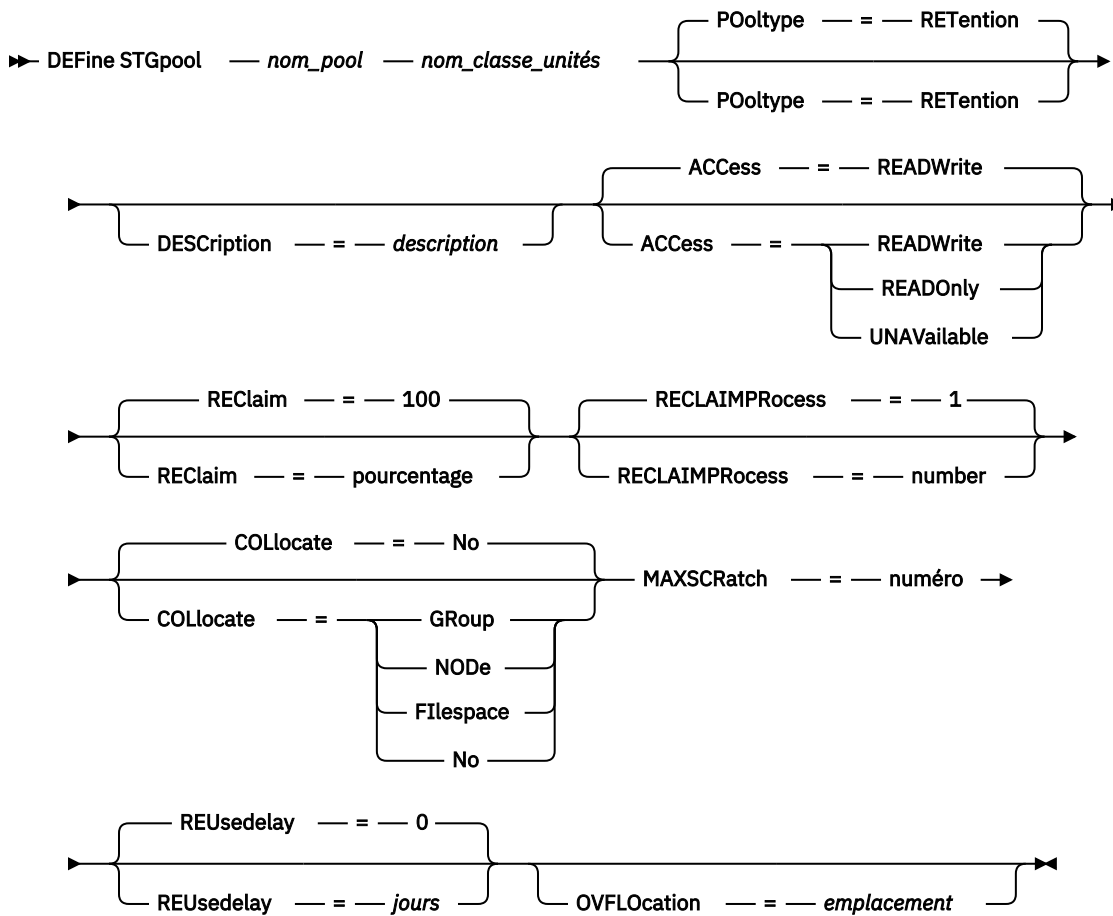 POoltype = RETention
DEFine STGpool nom_pool nom_classe_unités
POoltype = RETention
ACCess = READWrite
DESCription = description
ACCess = READWrite
READOnly
UNAVailable
REClaim = 100
RECLAIMPRocess = 1
REClaim = pourcentage
RECLAIMPRocess = number
COLlocate = No
MAXSCRatch = numéro
COLlocate = GRoup
NODe
FIlespace
No
REUsedelay = 0
REUsedelay = jours
OVFLOcation = emplacement